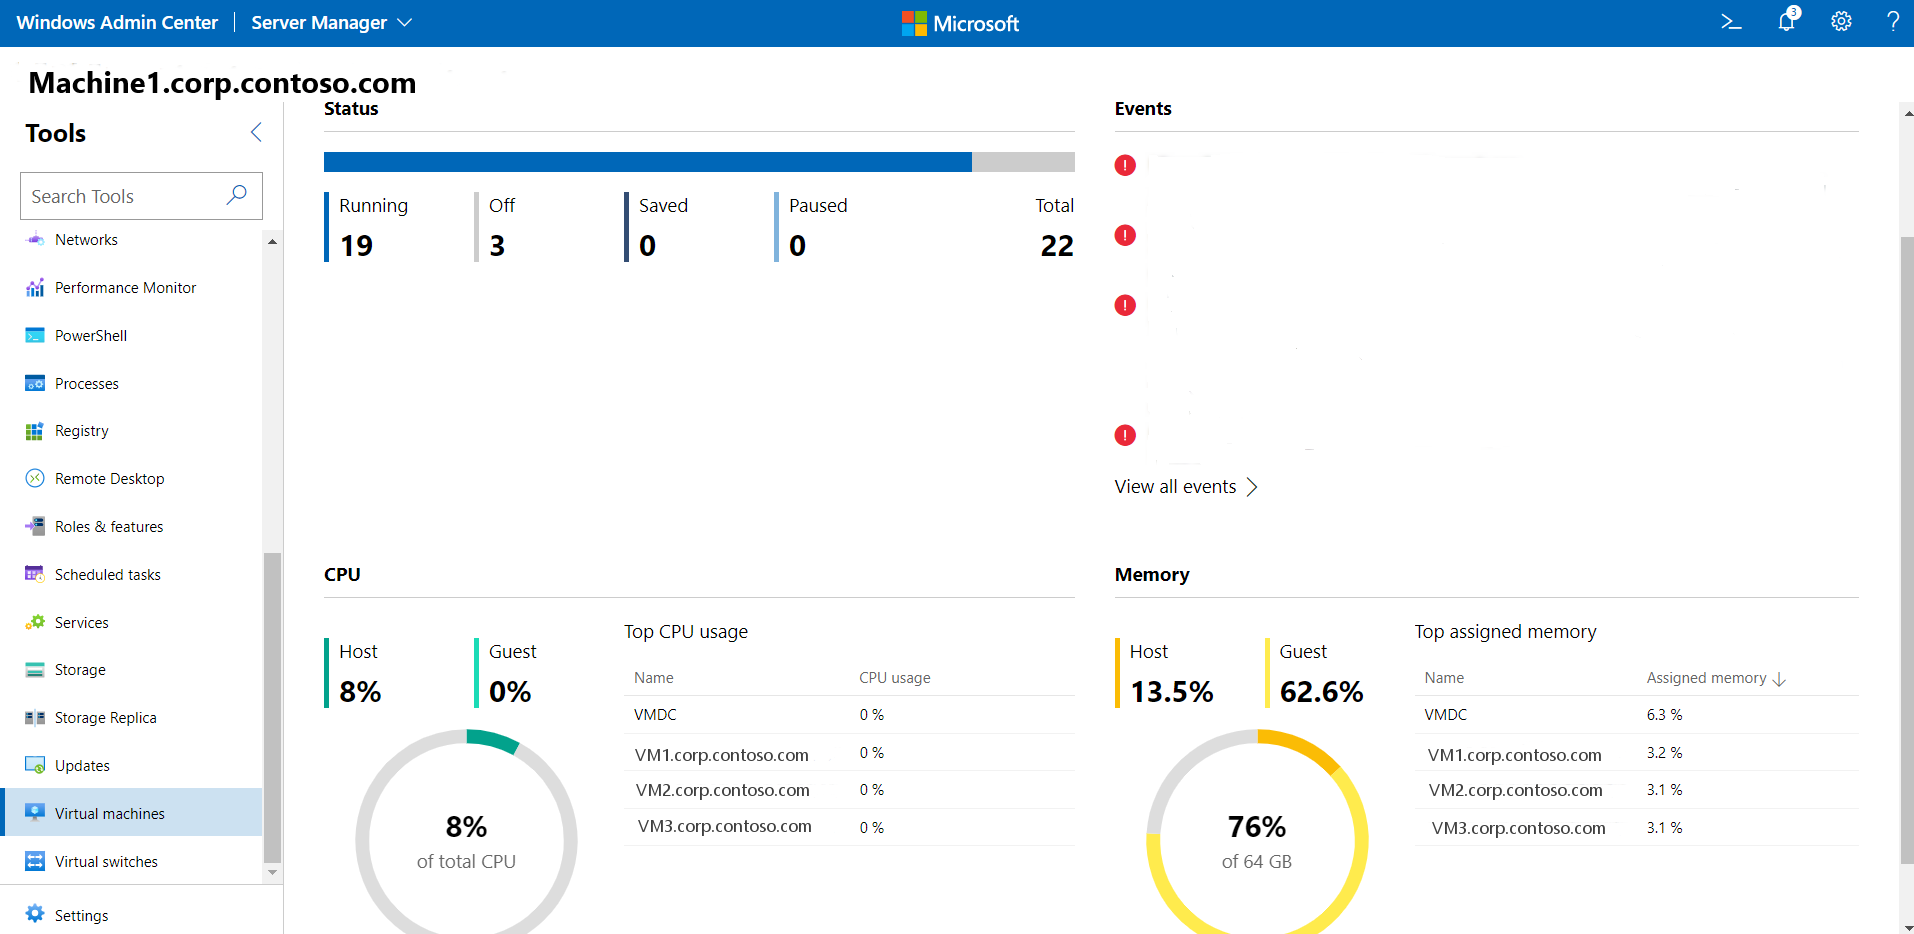 Windows Admin Center
Server Manager
Microsoft
3
?
Machine1.corp.contoso.com
Tools
Search Tools
Networks
Performance Monitor
PowerShell
Processes
Registry
Remote Desktop
Roles & features
Scheduled tasks
Services
Storage
Storage Replica
Updates
Virtual machines
Virtual switches
Settings
Status
Running Off Saved Paused Total
19 3 0 0 22
Events
View all events
CPU
Host Guest
8% 0%
8%
of total CPU
Top CPU usage
Name CPU usage
VMDC 0 %
VM1.corp.contoso.com 0 %
VM2.corp.contoso.com 0 %
VM3.corp.contoso.com 0 %
Memory
Host Guest
13.5% 62.6%
76%
of 64 GB
Top assigned memory
Name Assigned memory
VMDC 6.3 %
VM1.corp.contoso.com 3.2 %
VM2.corp.contoso.com 3.1 %
VM3.corp.contoso.com 3.1 %